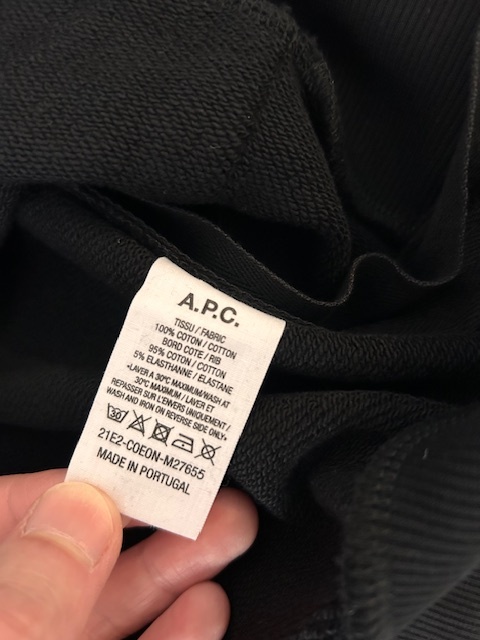 A.P.C.
TISSU / FABRIC
100% COTON / COTTON
BORD COTE / RIB
95% COTON / COTTON
5% ELASTHANNE / ELASTANE
•LAVER A 30°C MAXIMUM/WASH AT
30°C MAXIMUM / LAVER ET
REPASSER SUR L'ENVERS UNIQUEMENT /
WASH AND IRON ON REVERSE SIDE ONLY•
30
21E2-COEON-M27655
MADE IN PORTUGAL